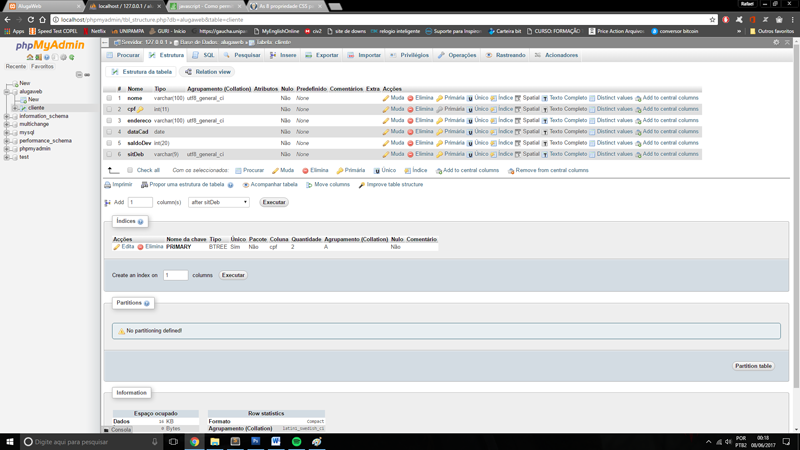 AlugaWeb
localhost / 127.0.0.1 / alug
javascript - Como perm
As 8 propriedade CSS p
Rafael
localhost/phpmyadmin/tbl_structure.php?db=alugaweb&table=cliente
Apps
Speed Test COPEL
UNIPAMPA
GURI - Início
https://gaucha.unipa
MyEnglishOnline
civ2
relogio inteligente
CURSO .FORMAÇÃO
Price Action Arquivos
Suporte para Inspiron
Carteira bit
conversor bitcoin
Outros favoritos
phpMyAdmin
Recente Favoritos
New
alugaweb
New
cliente
information_schema
multichange
mysql
performance_schema
phpmyadmin
test
Servidor: 127.0.0.1 » Base de Dados: alugaweb » Tabela: cliente
Procurar Estrutura SQL Pesquisar Insere Exportar Importar Privilégios Operações Rastreando Acionadores
Estrutura da tabela Relation view
# Nome Tipo Agrupamento (Collation) Atributos Nulo Predefinido Comentários Extra Acções
1 nome varchar(100) utf8_general_ci Não None Muda Elimina Primária Único Índice Spatial Texto Completo Distinct values Add to central columns
2 cpf int(11) Não None Muda Elimina Primária Único Índice Spatial Texto Completo Distinct values Add to central columns
3 endereco varchar(100) utf8_general_ci Não None Muda Elimina Primária Único Índice Spatial Texto Completo Distinct values Add to central columns
4 dataCad date Não None Muda Elimina Primária Único Índice Spatial Texto Completo Distinct values Add to central columns
5 saldoDev int(20) Não None Muda Elimina Primária Único Índice Spatial Texto Completo Distinct values Add to central columns
6 sitDeb varchar(9) utf8_general_ci Não None Muda Elimina Primária Único Índice Spatial Texto Completo Distinct values Add to central columns
Check all Com os seleccionados: Procurar Muda Elimina Primária Único Índice Add to central columns Remove from central columns
Imprimir Propor uma estrutura de tabela Acompanhar tabela Move columns Improve table structure
Add 1 column(s) after sitDeb Executar
Índices
Acções Nome da chave Tipo Único Pacote Coluna Quantidade Agrupamento (Collation) Nulo Comentário
Edita Elimina PRIMARY BTREE Sim Não cpf 2 A Não
Create an index on 1 columns Executar
Partitions
No partitioning defined!
Partition table
Information
Espaço ocupado
Dados 16 KB
0 Bytes
Row statistics
Formato compact
Agrupamento (Collation) latin1_swedish_ci
Console
Digite aqui para pesquisar
POR
PTB2
00:18
08/06/2017